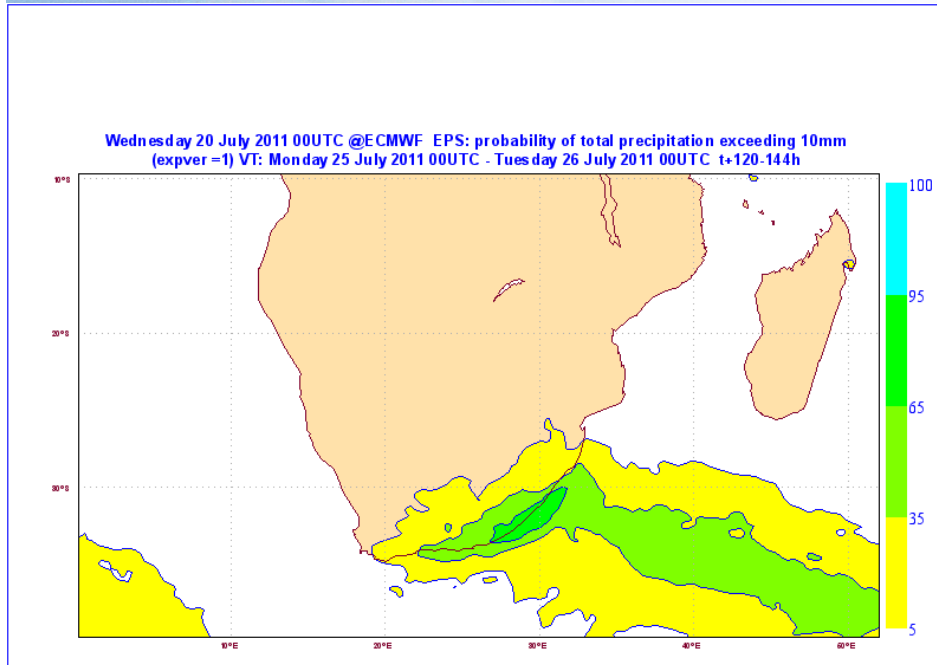 Wednesday 20 July 2011 00UTC @ECMWF EPS: probability of total precipitation exceeding 10mm
(expver =1) VT: Monday 25 July 2011 00UTC - Tuesday 26 July 2011 00UTC t+120-144h
10°S
20°S
30°S
10°E
20°E
30°E
40°E
50°E
60°E
100
95
65
35
5